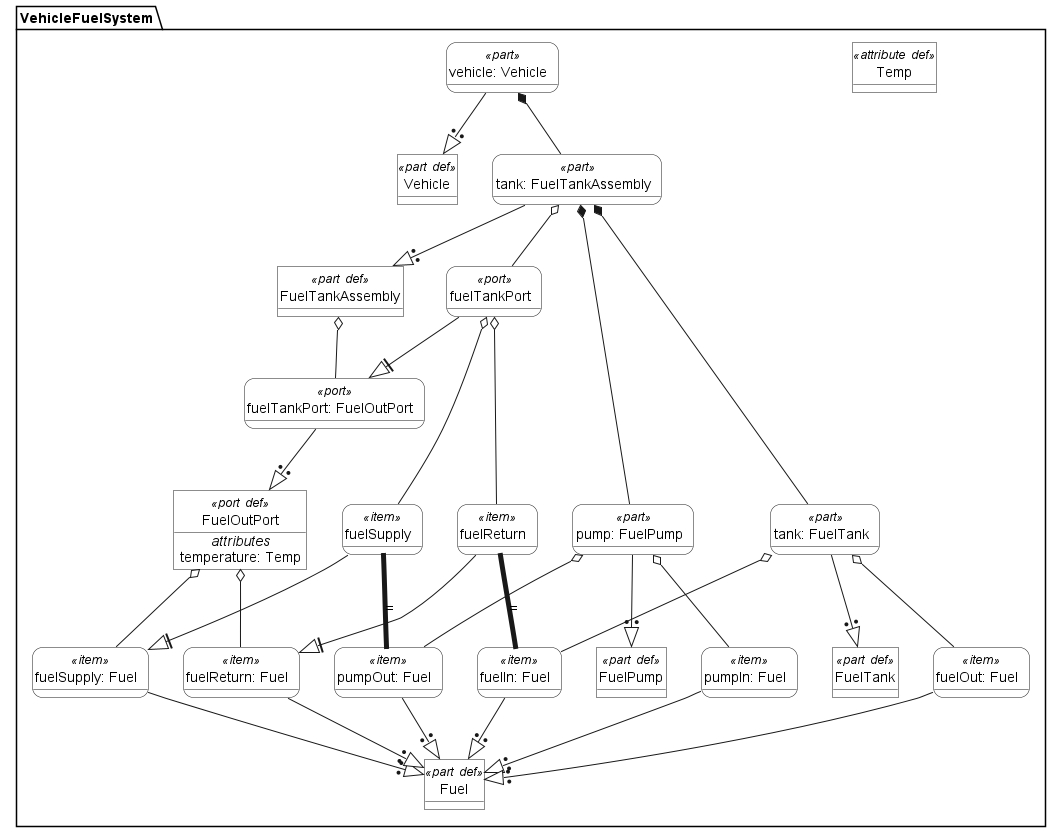 VehicleFuelSystem
«part»
vehicle: Vehicle
«attribute def»
Temp
«part def»
Vehicle
«part»
tank: FuelTankAssembly
«part def»
FuelTankAssembly
«port»
fuelTankPort
«port»
fuelTankPort: FuelOutPort
«port def»
FuelOutPort
attributes
temperature: Temp
«item»
fuelSupply
«item»
fuelReturn
«part»
pump: FuelPump
«part»
tank: FuelTank
=
=
«item»
fuelSupply: Fuel
«item»
fuelReturn: Fuel
«item»
pumpOut: Fuel
«item»
fuelIn: Fuel
«part def»
FuelPump
«item»
pumpIn: Fuel
«part def»
FuelTank
«item»
fuelOut: Fuel
«part def»
Fuel